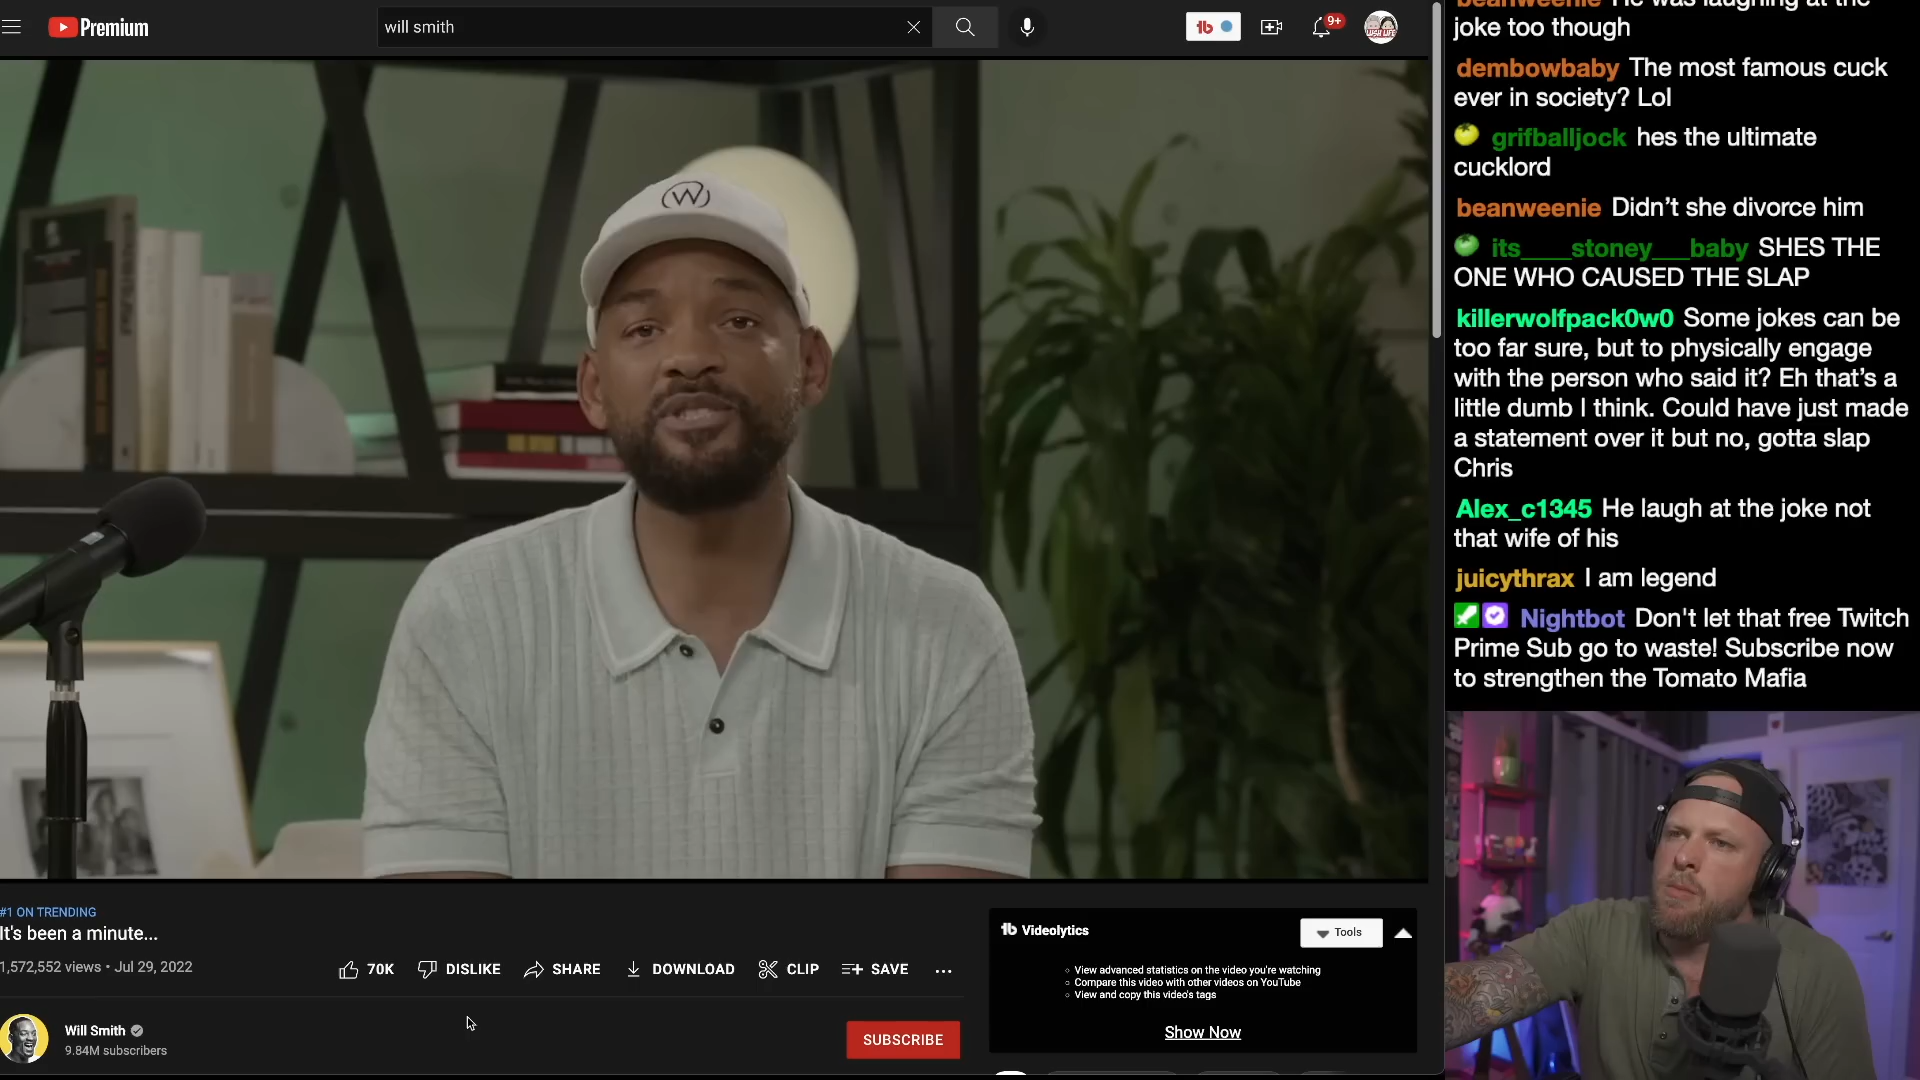 Premium
will smith
9+
W
#1 ON TRENDING
It's been a minute...
1,572,552 views • Jul 29, 2022
70K
DISLIKE
SHARE
DOWNLOAD
CLIP
SAVE
Will Smith
9.84M subscribers
SUBSCRIBE
tb Videolytics
Tools
View advanced statistics on the video you're watching
Compare this video with other videos on YouTube
View and copy this video's tags
Show Now
beanweenie He was laughing at the
joke too though
dembowbaby The most famous cuck
ever in society? Lol
grifballjock hes the ultimate
cucklord
beanweenie Didn’t she divorce him
its____stoney___baby SHES THE
ONE WHO CAUSED THE SLAP
killerwolfpack0w0 Some jokes can be
too far sure, but to physically engage
with the person who said it? Eh that’s a
little dumb I think. Could have just made
a statement over it but no, gotta slap
Chris
Alex_c1345 He laugh at the joke not
that wife of his
juicythrax I am legend
Nightbot Don't let that free Twitch
Prime Sub go to waste! Subscribe now
to strengthen the Tomato Mafia